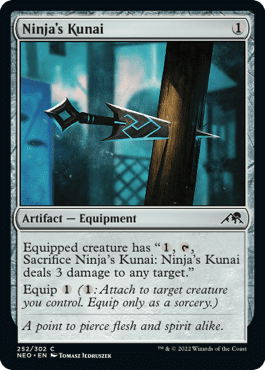 Ninja's Kunai 1
Artifact — Equipment
Equipped creature has “1, T,
Sacrifice Ninja's Kunai: Ninja's Kunai
deals 3 damage to any target.”
Equip 1 (1: Attach to target creature
you control. Equip only as a sorcery.)
A point to pierce flesh and spirit alike.
252/302 C
NEO • EN Tomasz Jedruszek
™ & © 2022 Wizards of the Coast